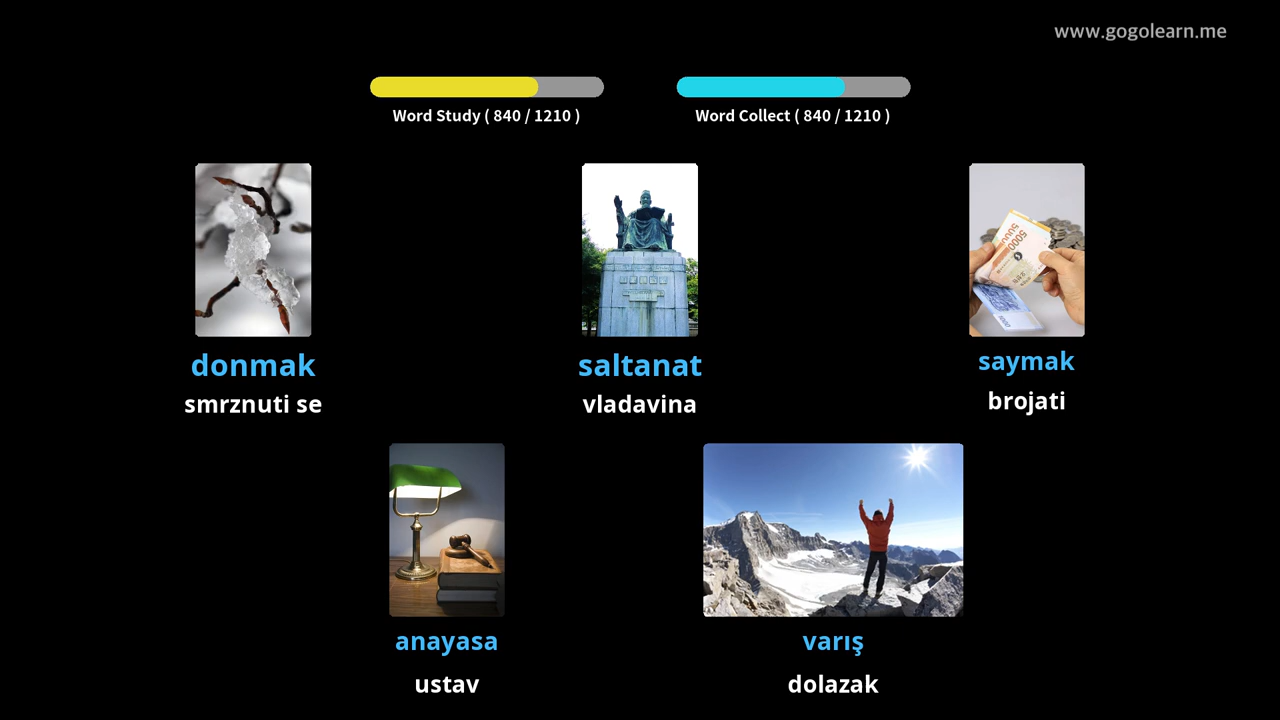 www.gogolearn.me
Word Study ( 840 / 1210 )
Word Collect ( 840 / 1210 )
donmak
smrznuti se
saltanat
vladavina
saymak
brojati
anayasa
ustav
varış
dolazak